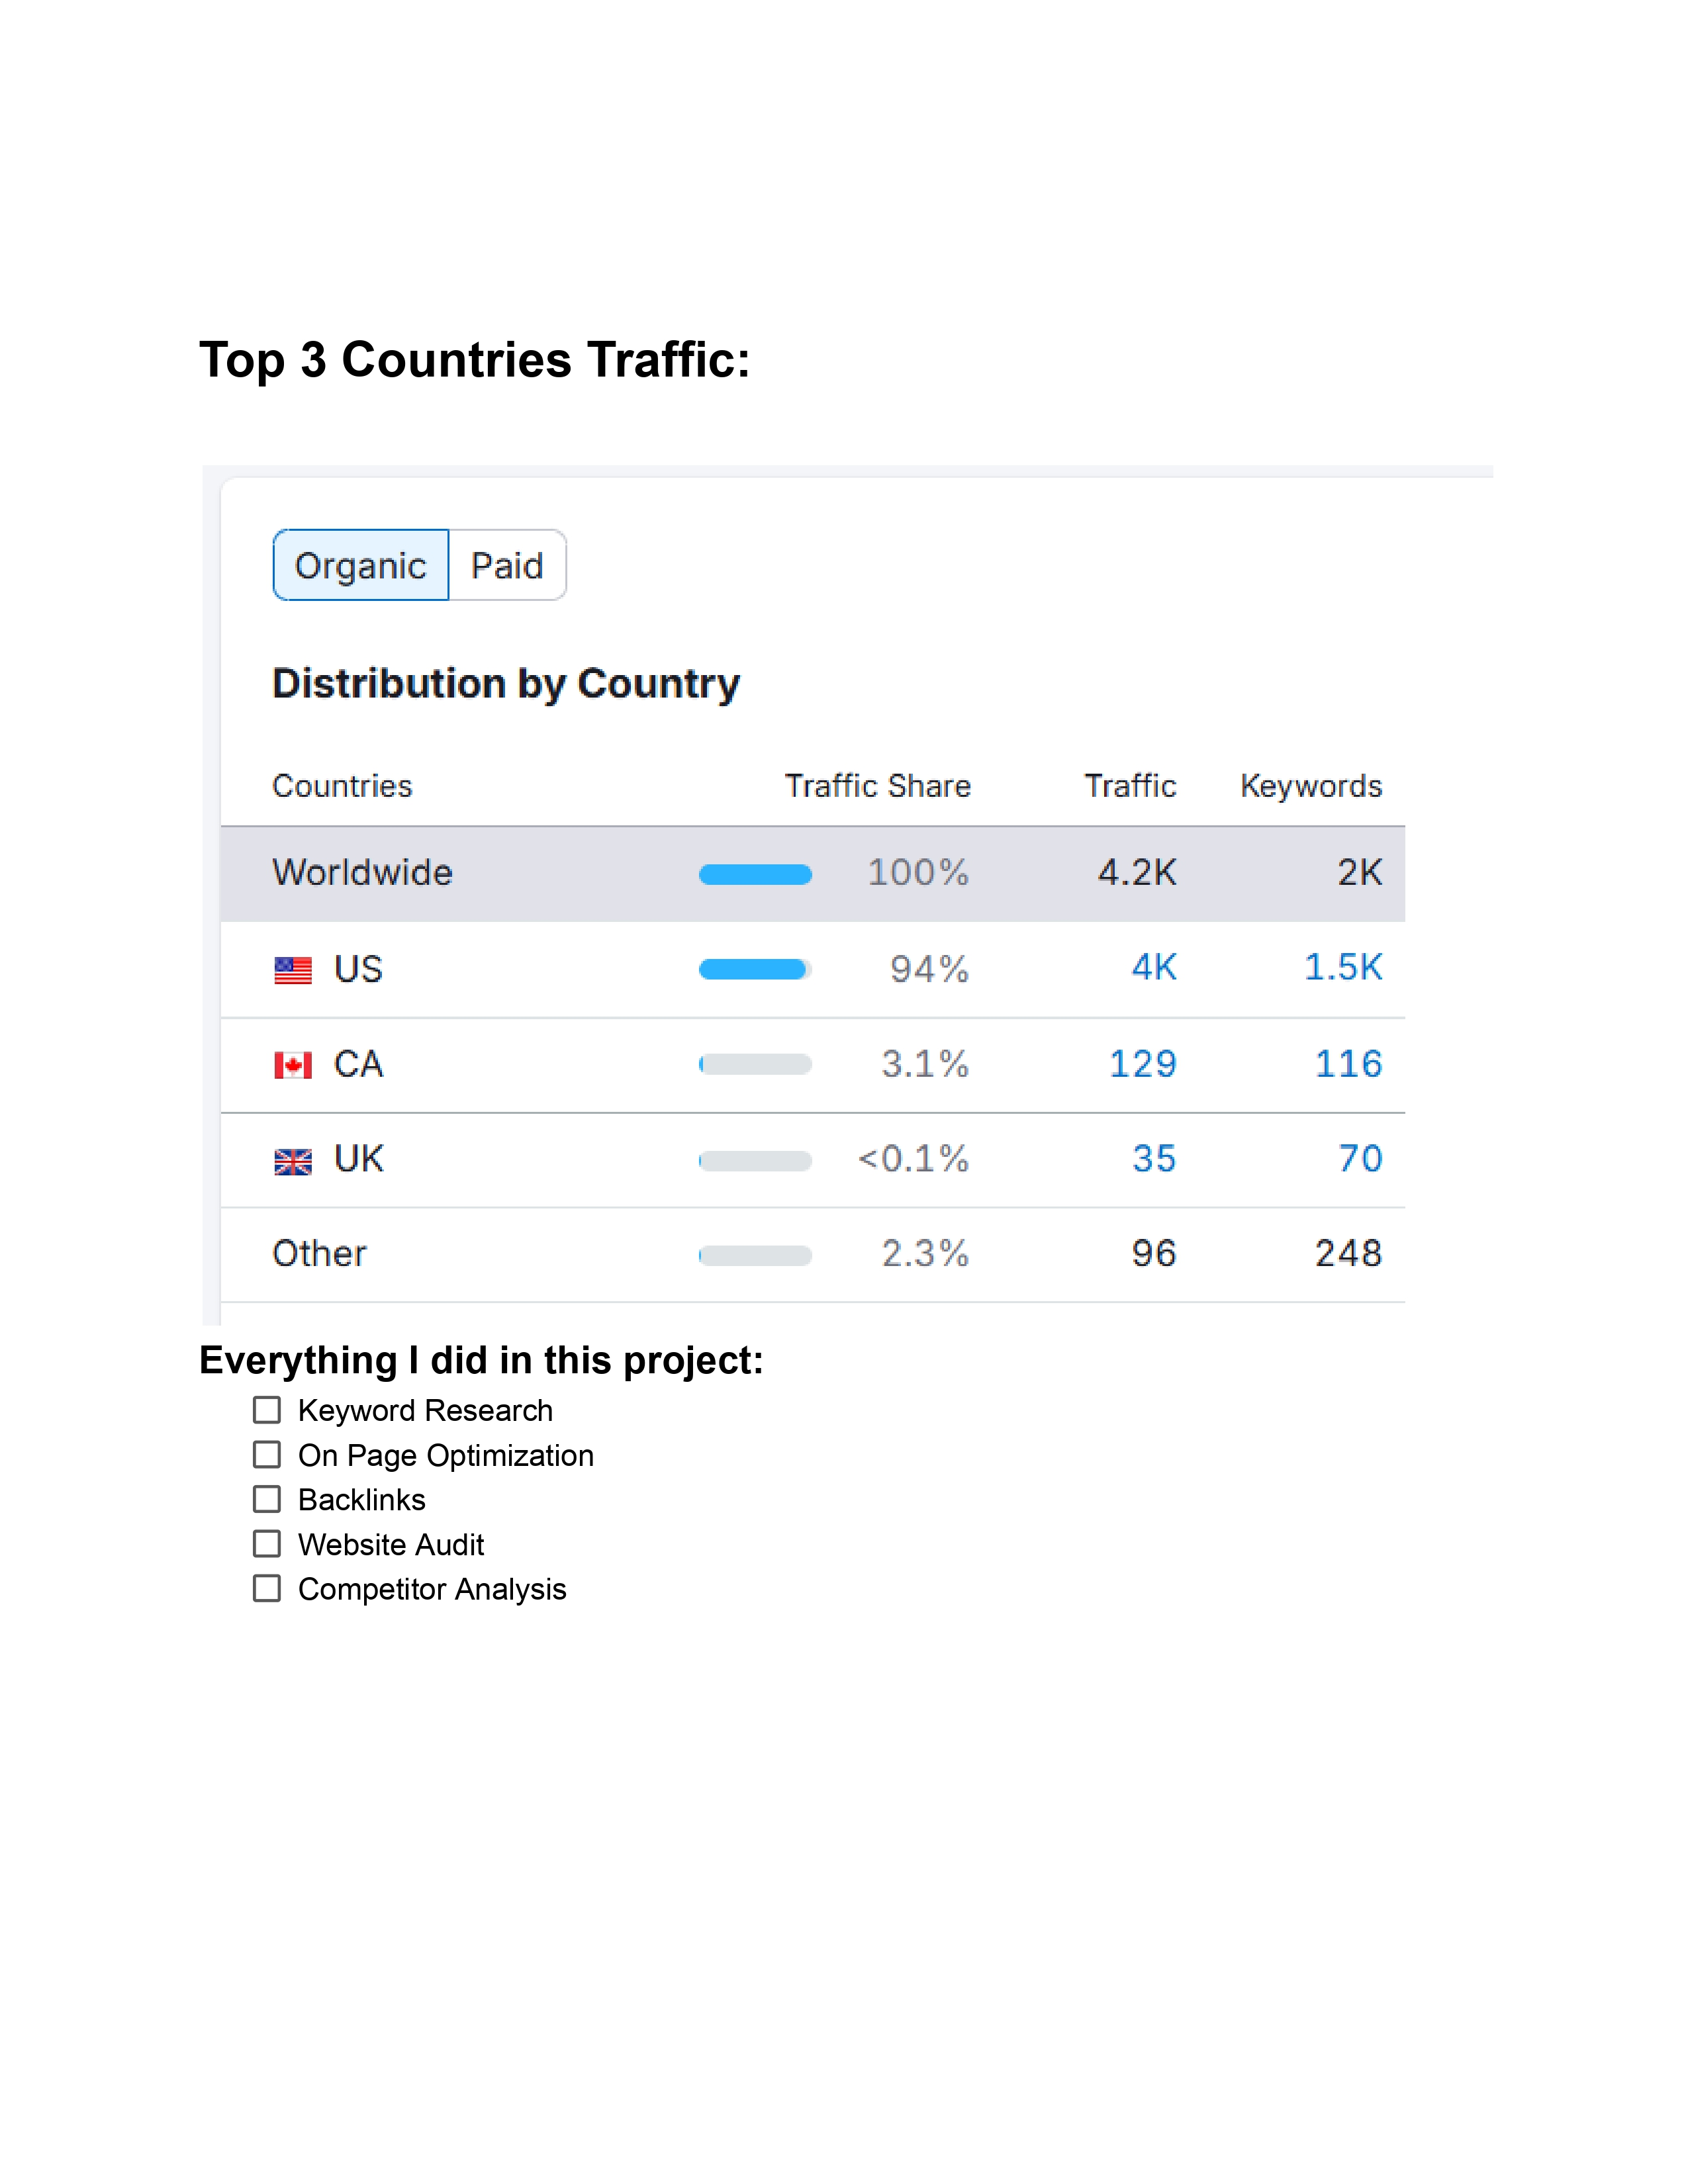 Top 3 Countries Traffic:
Organic Paid
Distribution by Country
Countries Traffic Share Traffic Keywords
Worldwide 100% 4.2K 2K
US 94% 4K 1.5K
CA 3.1% 129 116
UK <0.1% 35 70
Other 2.3% 96 248
Everything I did in this project:
Keyword Research
On Page Optimization
Backlinks
Website Audit
Competitor Analysis